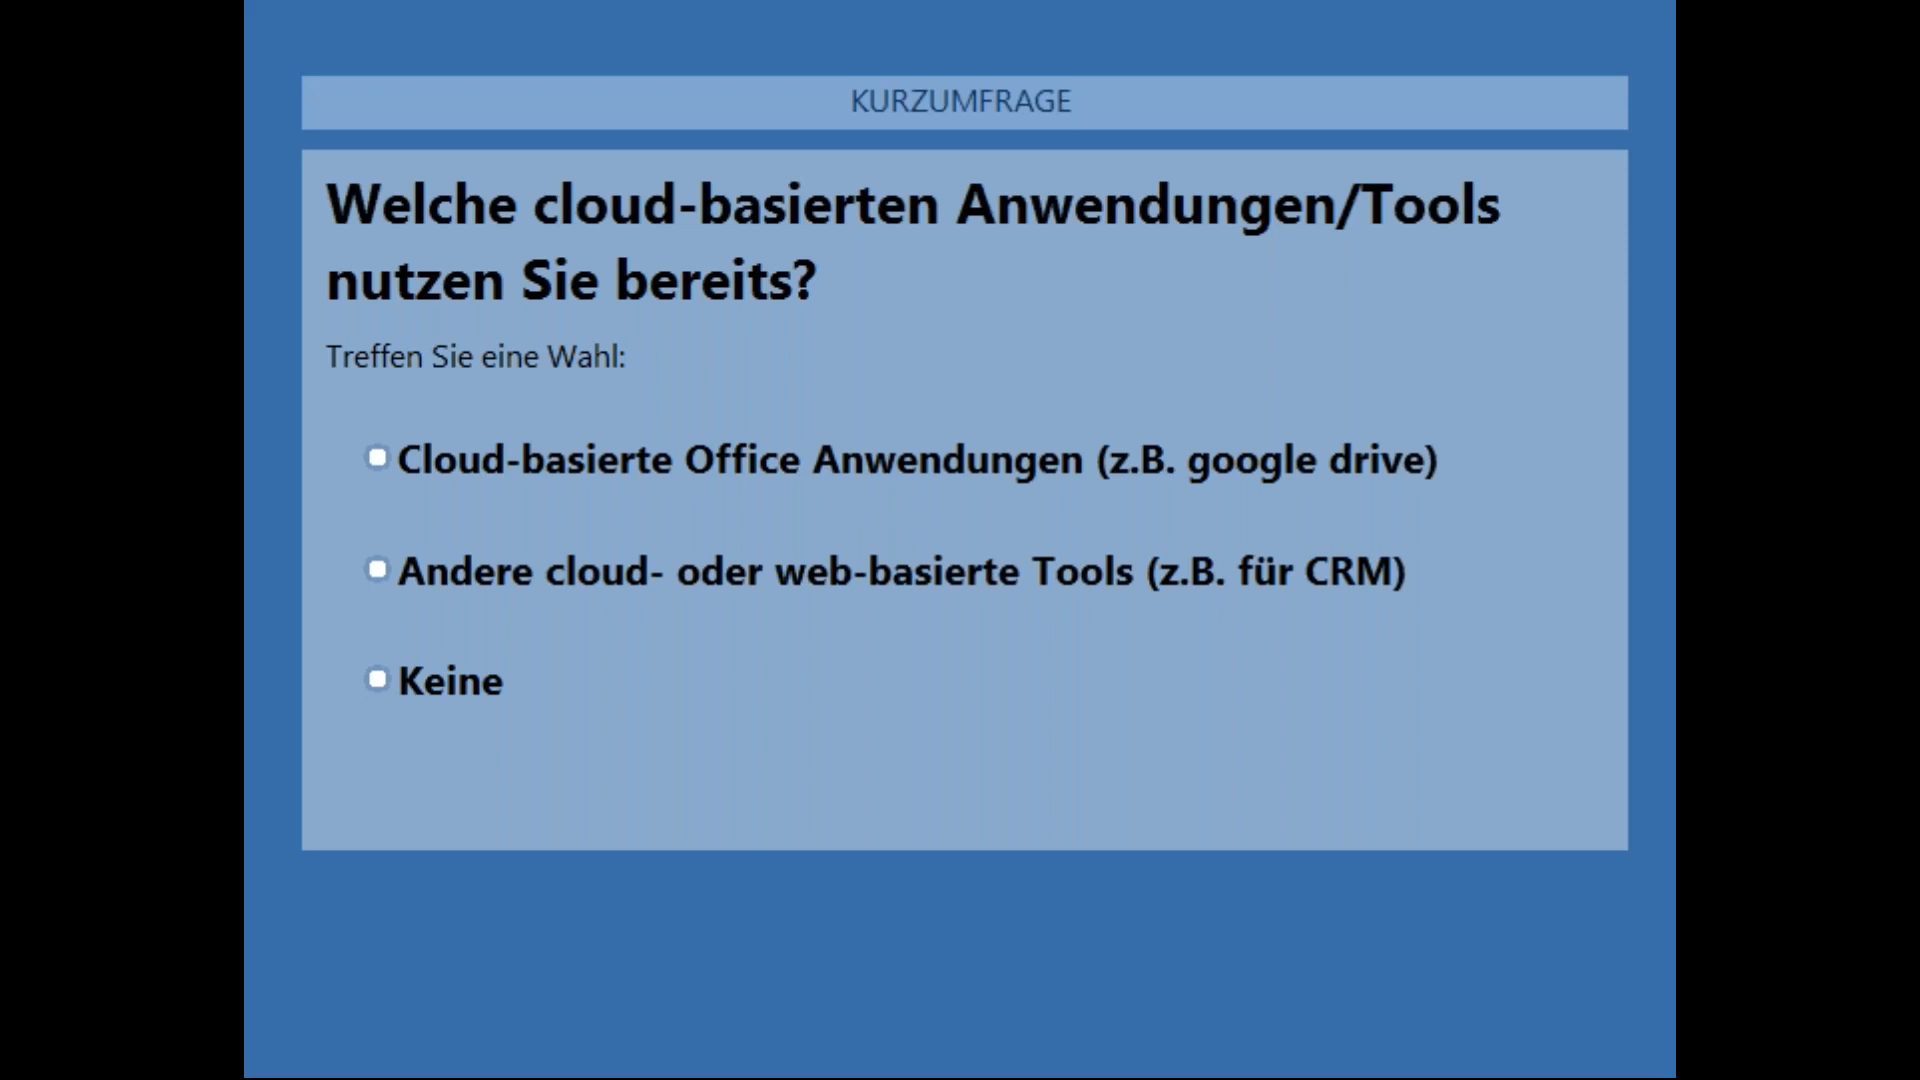 KURZUMFRAGE
Welche cloud-basierten Anwendungen/Tools
nutzen Sie bereits?
Treffen Sie eine Wahl:
Cloud-basierte Office Anwendungen (z.B. google drive)
Andere cloud- oder web-basierte Tools (z.B. für CRM)
Keine